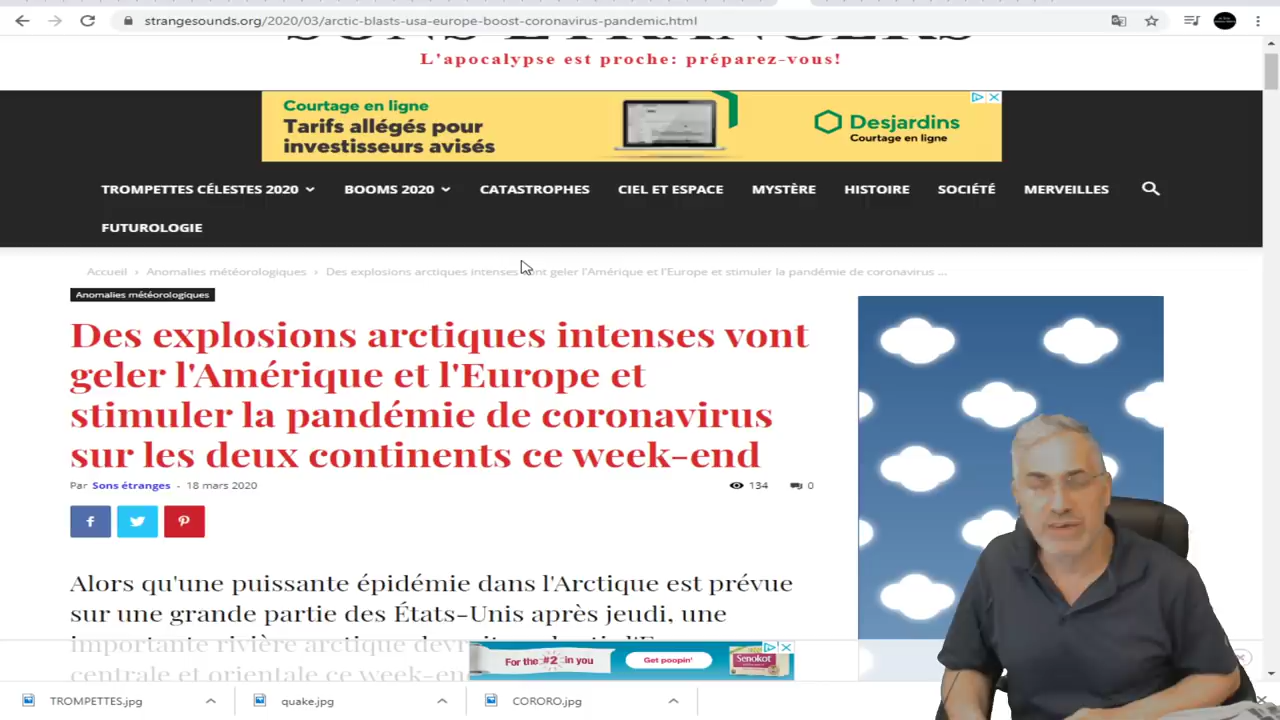 strangesounds.org/2020/03/arctic-blasts-usa-europe-boost-coronavirus-pandemic.html
SONS ÉTRANGERS
L'apocalypse est proche: préparez-vous!
Courtage en ligne
Tarifs allégés pour
investisseurs avisés
Desjardins
Courtage en ligne
TROMPETTES CÉLESTES 2020 BOOMS 2020 CATASTROPHES CIEL ET ESPACE MYSTÈRE HISTOIRE SOCIÉTÉ MERVEILLES
FUTUROLOGIE
Accueil › Anomalies météorologiques › Des explosions arctiques intenses vont geler l'Amérique et l'Europe et stimuler la pandémie de coronavirus ...
Anomalies météorologiques
Des explosions arctiques intenses vont
geler l'Amérique et l'Europe et
stimuler la pandémie de coronavirus
sur les deux continents ce week-end
Par Sons étranges - 18 mars 2020 134 0
Alors qu'une puissante épidémie dans l'Arctique est prévue
sur une grande partie des États-Unis après jeudi, une
importante rivière arctique
centrale et orientale ce week-en
For the #2 in you Get poopin' Senokot
TROMPETTES.jpg quake.jpg CORORO.jpg